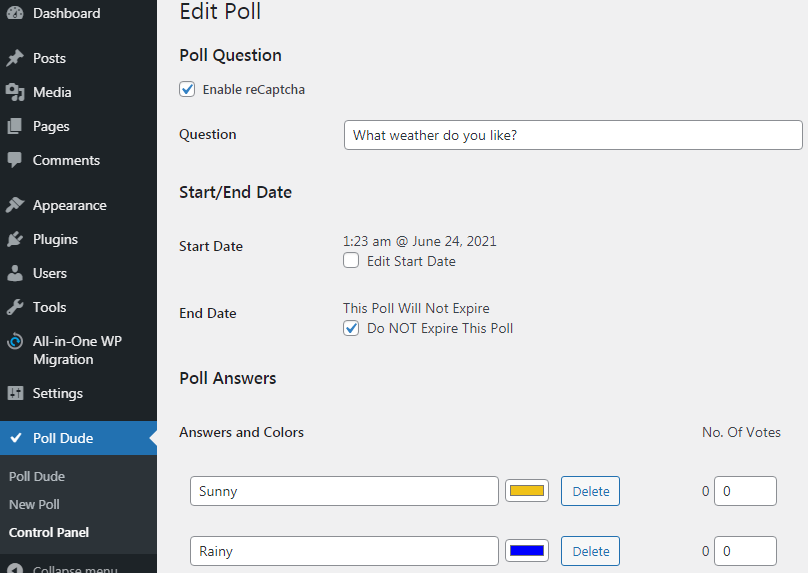 Dashboard
Posts
Media
Pages
Comments
Appearance
Plugins
Users
Tools
All-in-One WP
Migration
Settings
Poll Dude
Poll Dude
New Poll
Control Panel
Collapse menu
Edit Poll
Poll Question
Enable reCaptcha
Question What weather do you like?
Start/End Date
Start Date 1:23 am @ June 24, 2021
Edit Start Date
End Date This Poll Will Not Expire
Do NOT Expire This Poll
Poll Answers
Answers and Colors No. Of Votes
Sunny Delete 0 0
Rainy Delete 0 0